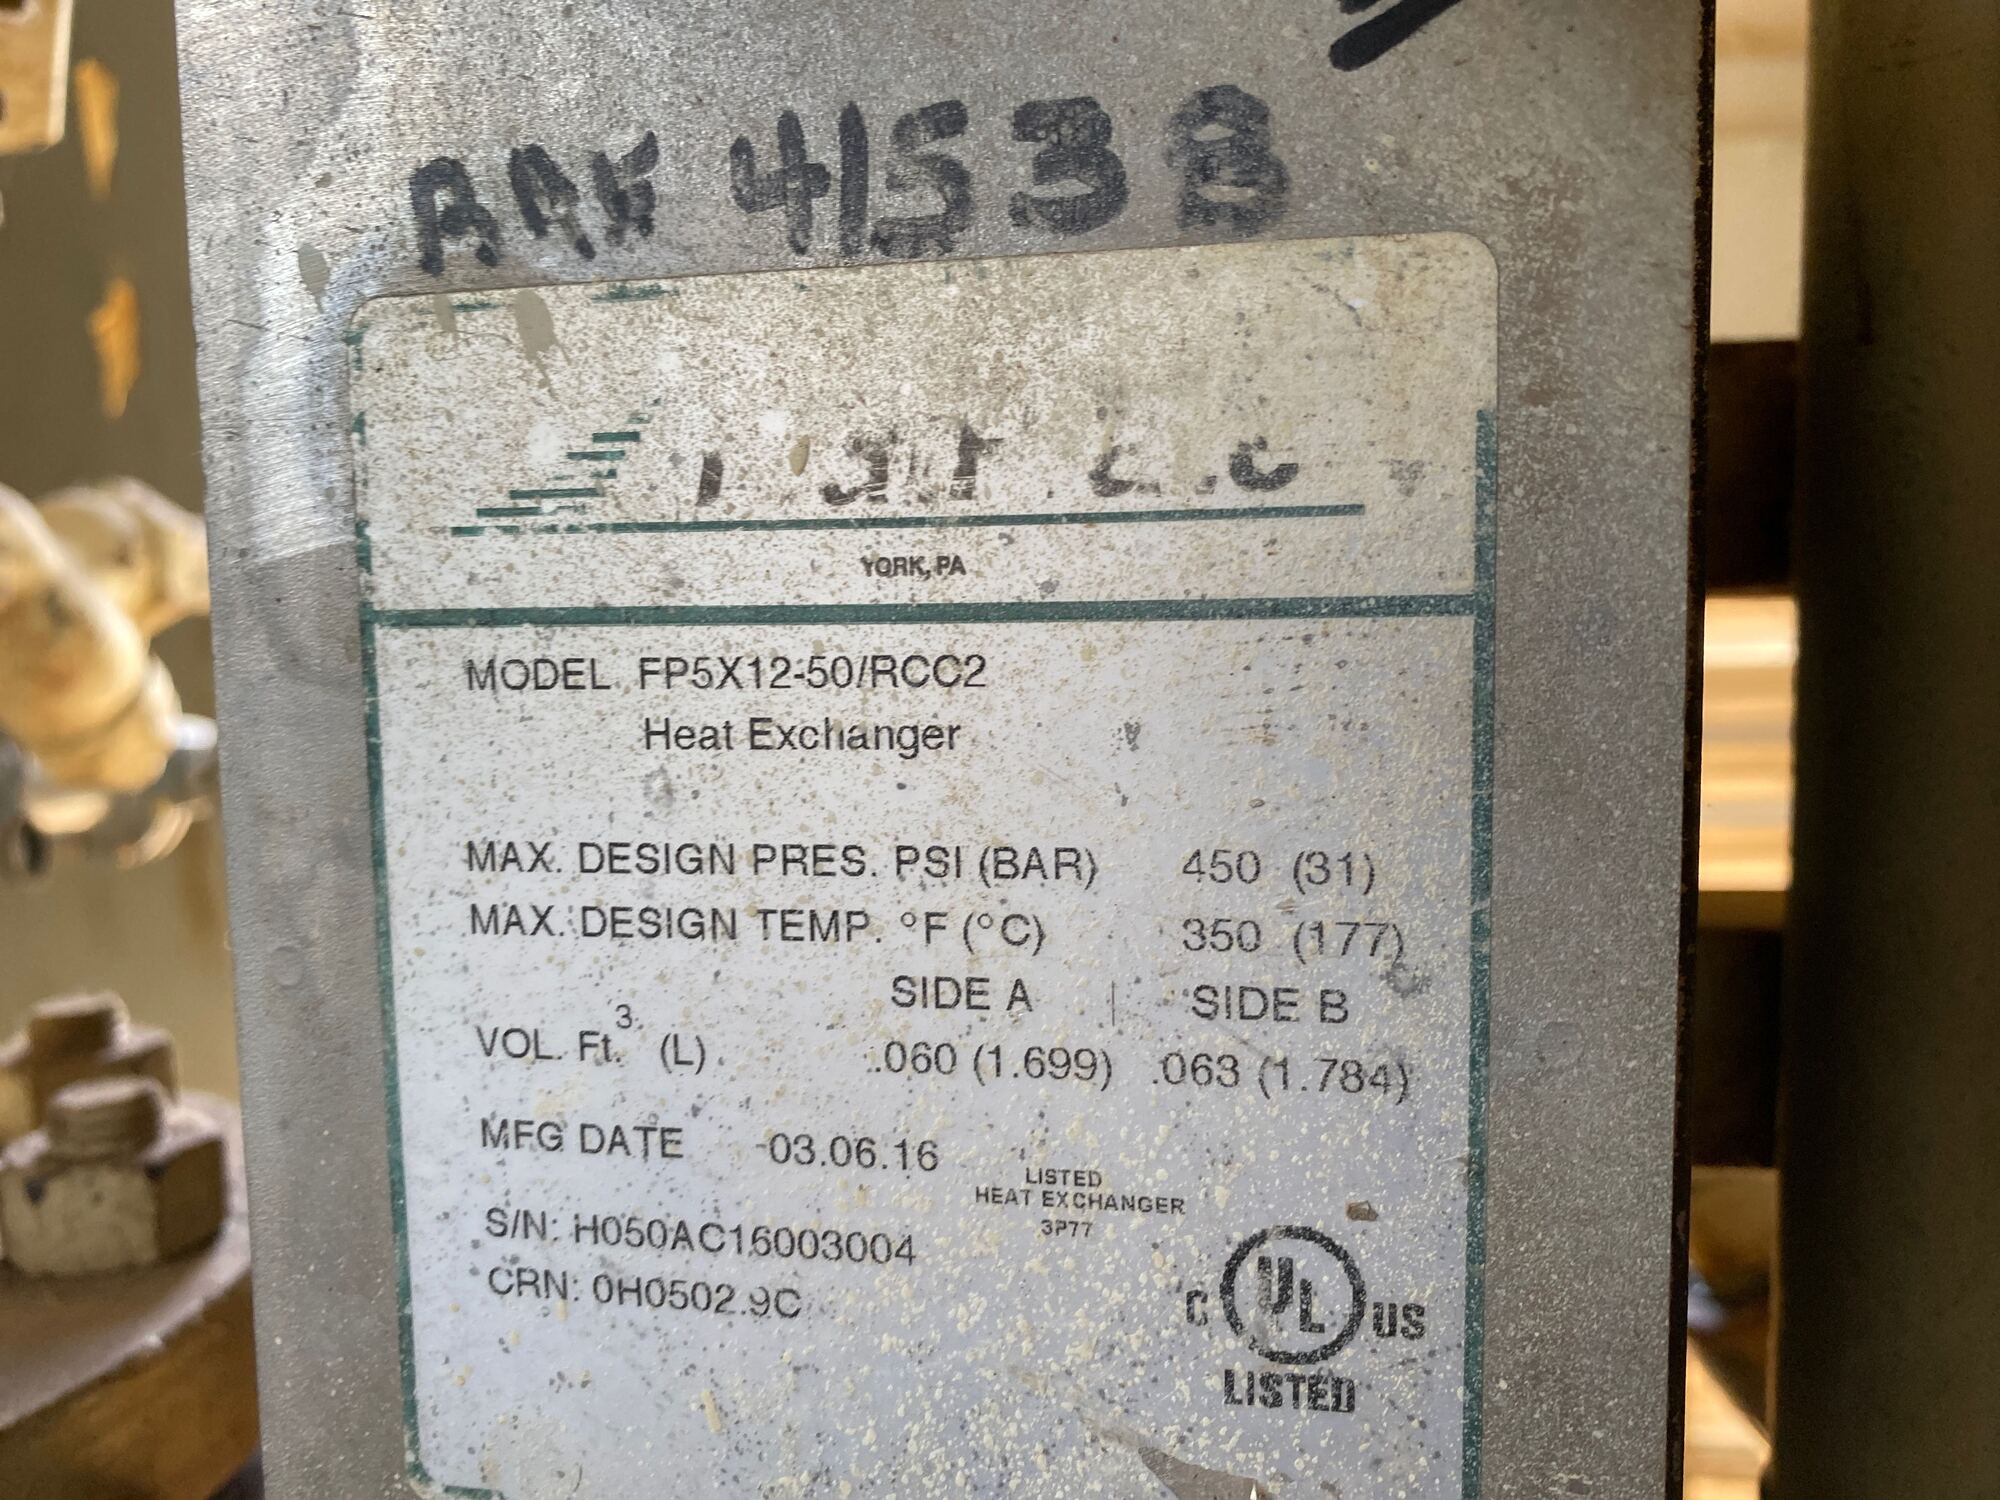 41538
YORK, PA
MODEL FP5X12-50/RCC2
Heat Exchanger
MAX. DESIGN PRES. PSI (BAR) 450 (31)
MAX. DESIGN TEMP. °F (°C) 350 (177)
SIDE A | SIDE B
VOL. Ft.³ (L) .060 (1.699) .063 (1.784)
MFG DATE 03.06.16
LISTED
HEAT EXCHANGER
3P77
S/N: H050AC16003004
CRN: 0H0502.9C
C UL US
LISTED